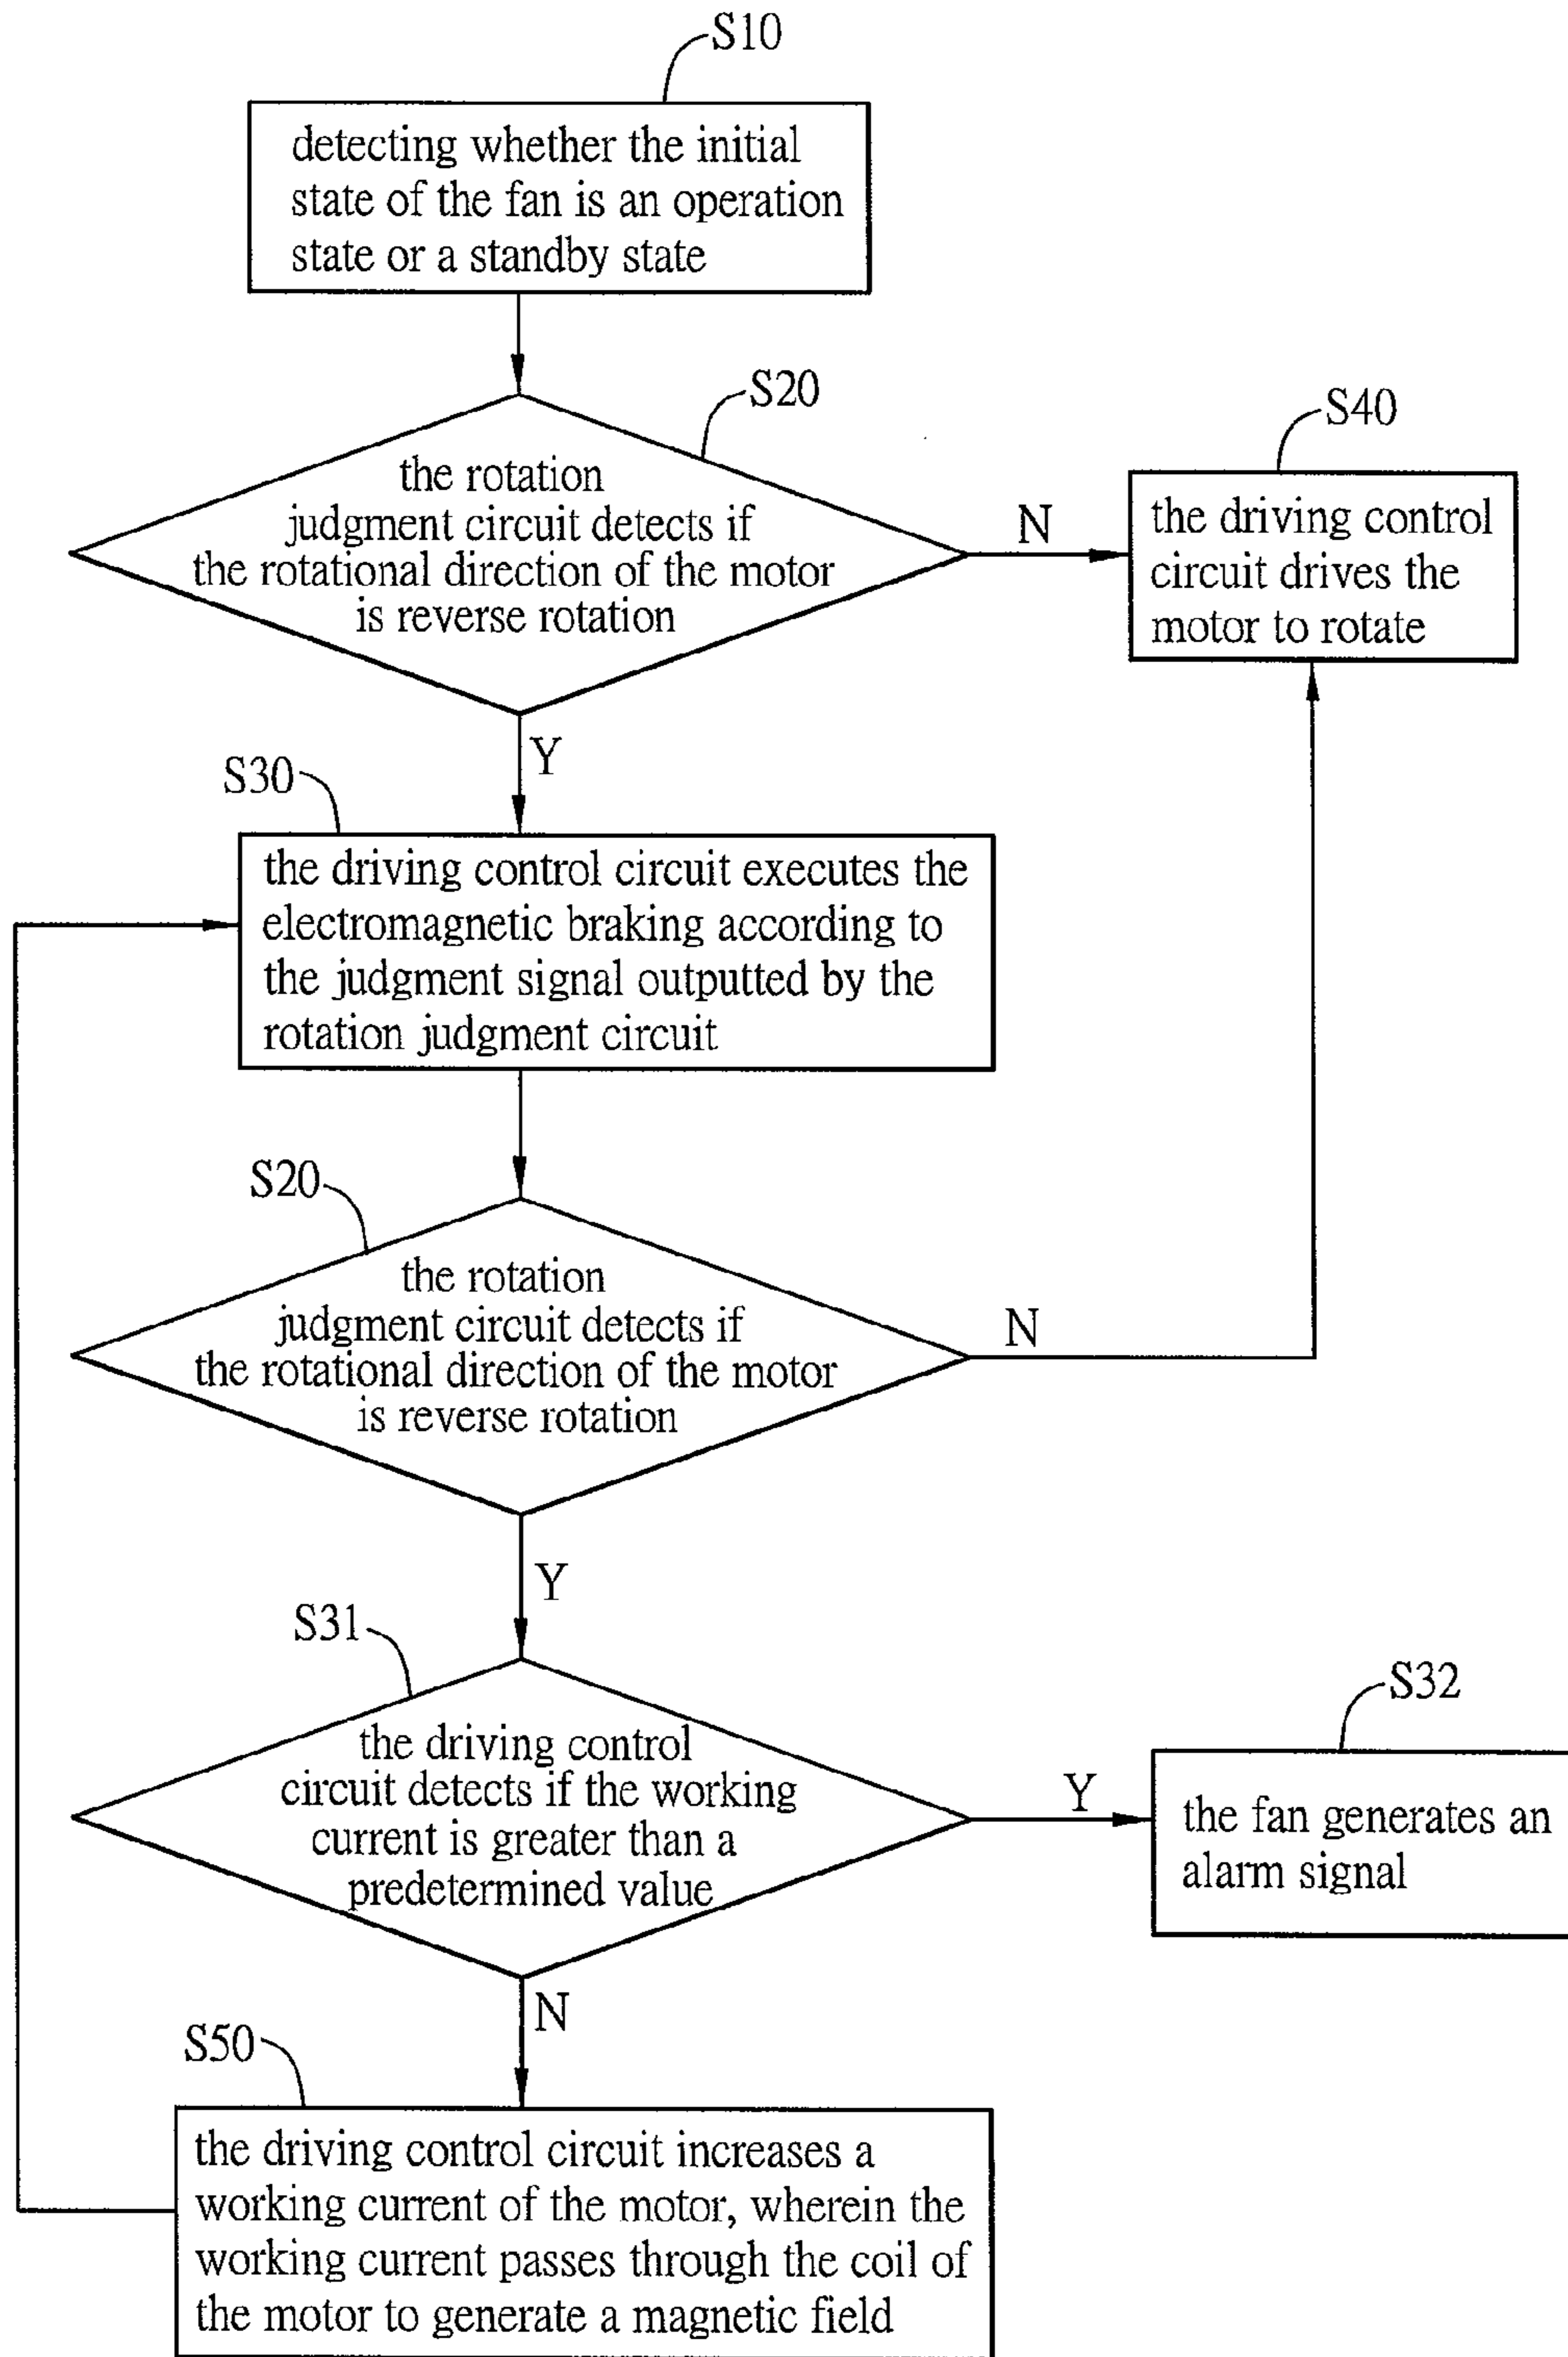 S10
detecting whether the initial
state of the fan is an operation
state or a standby state
S20
the rotation
judgment circuit detects if
the rotational direction of the motor
is reverse rotation
N
S40
the driving control
circuit drives the
motor to rotate
Y
S30
the driving control circuit executes the
electromagnetic braking according to
the judgment signal outputted by the
rotation judgment circuit
S20
the rotation
judgment circuit detects if
the rotational direction of the motor
is reverse rotation
N
Y
S31
the driving control
circuit detects if the working
current is greater than a
predetermined value
Y
S32
the fan generates an
alarm signal
N
S50
the driving control circuit increases a
working current of the motor, wherein the
working current passes through the coil of
the motor to generate a magnetic field